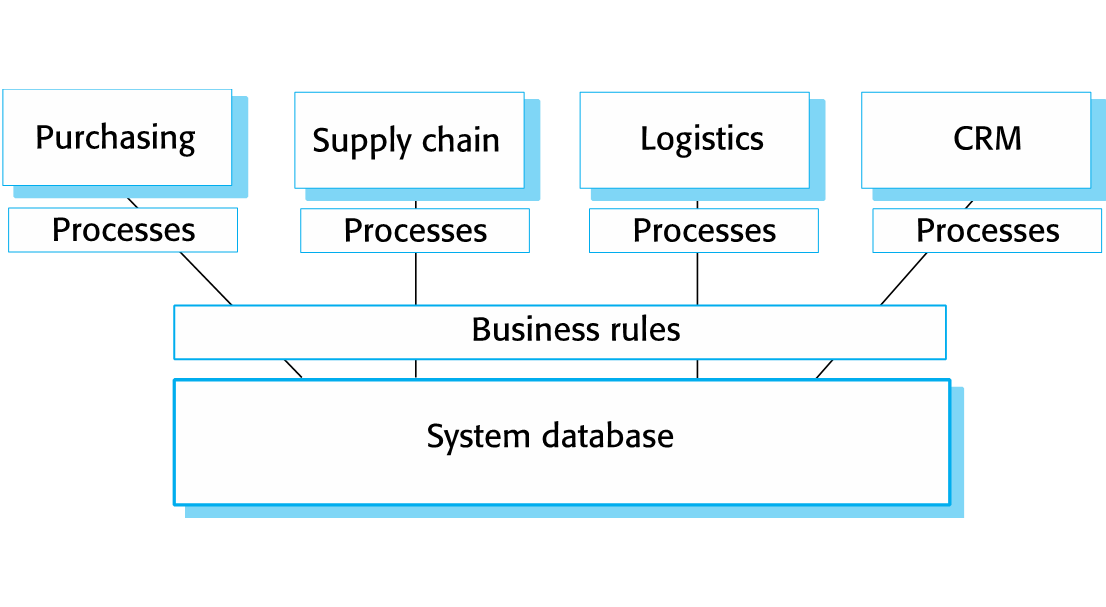 Purchasing
Supply chain
Logistics
CRM
Processes
Processes
Processes
Processes
Business rules
System database